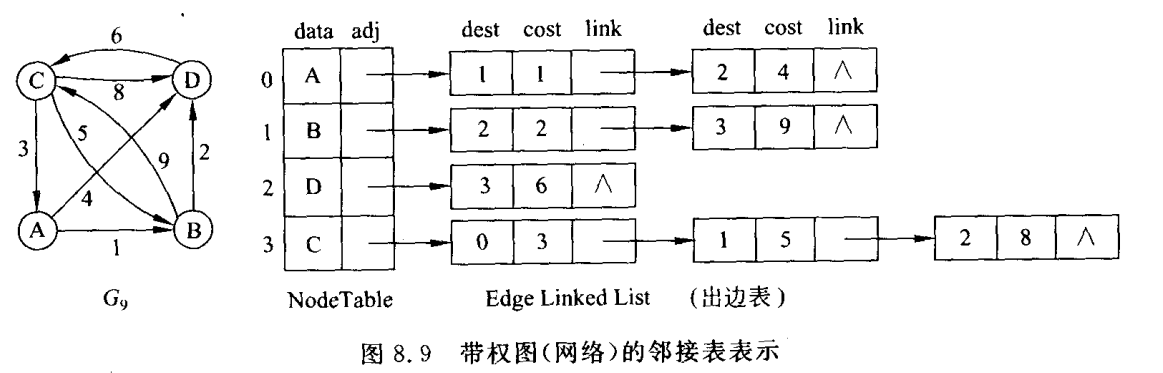 data adj dest cost link dest cost link
6
C D
8
0 A 1 1 2 4 ∧
5
3 9 2
1 B 2 2 3 9 ∧
4
2 D 3 6 ∧
A B
1
3 C 0 3 1 5 2 8 ∧
G₉ NodeTable Edge Linked List (出边表)
图 8.9 带权图(网络)的邻接表表示